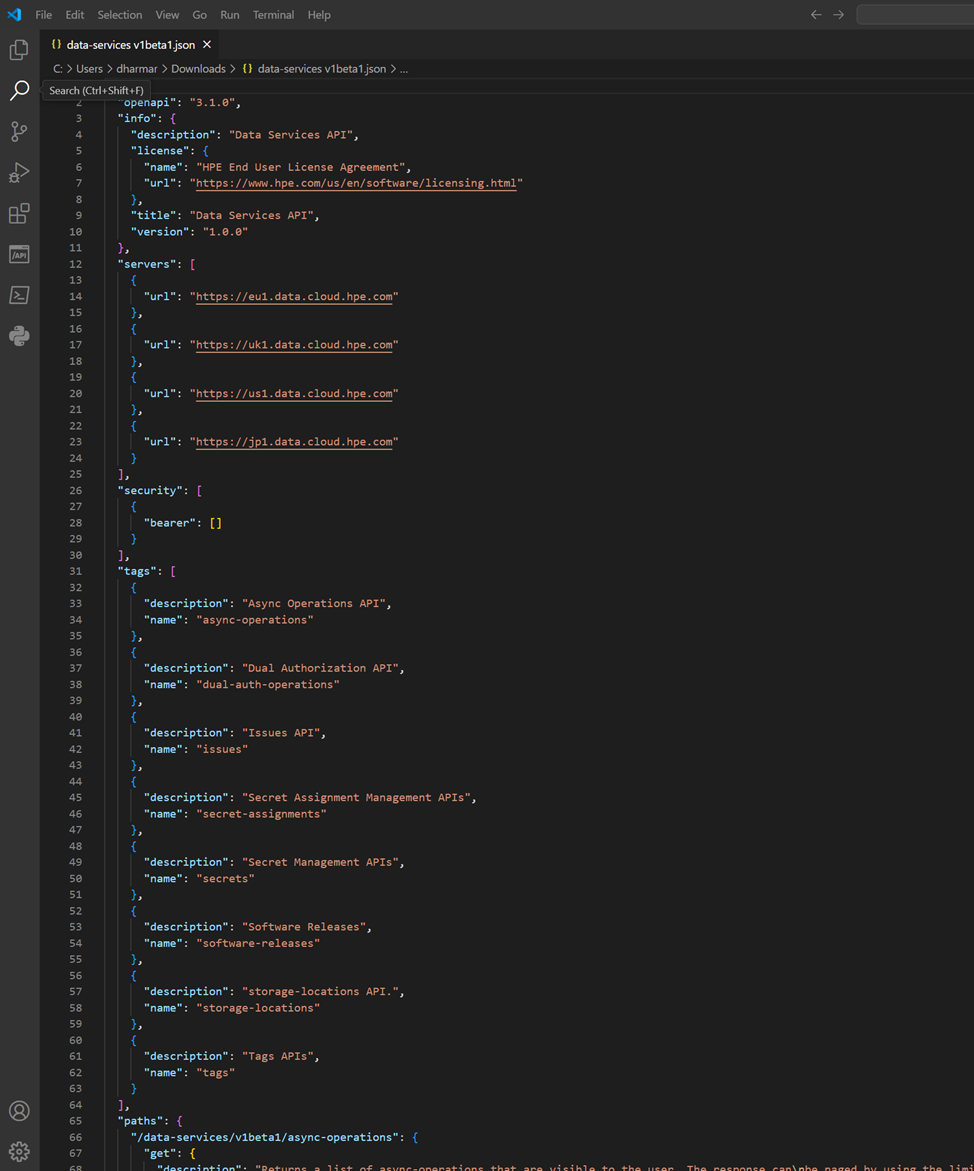 File Edit Selection View Go Run Terminal Help
{} data-services v1beta1.json ×
C: > Users > dharmar > Downloads > {} data-services v1beta1.json > ...
Search (Ctrl+Shift+F)
2 "openapi": "3.1.0",
3 "info": {
4 "description": "Data Services API",
5 "license": {
6 "name": "HPE End User License Agreement",
7 "url": "https://www.hpe.com/us/en/software/licensing.html"
8 },
9 "title": "Data Services API",
10 "version": "1.0.0"
11 },
12 "servers": [
13 {
14 "url": "https://eu1.data.cloud.hpe.com"
15 },
16 {
17 "url": "https://uk1.data.cloud.hpe.com"
18 },
19 {
20 "url": "https://us1.data.cloud.hpe.com"
21 },
22 {
23 "url": "https://jp1.data.cloud.hpe.com"
24 }
25 ],
26 "security": [
27 {
28 "bearer": []
29 }
30 ],
31 "tags": [
32 {
33 "description": "Async Operations API",
34 "name": "async-operations"
35 },
36 {
37 "description": "Dual Authorization API",
38 "name": "dual-auth-operations"
39 },
40 {
41 "description": "Issues API",
42 "name": "issues"
43 },
44 {
45 "description": "Secret Assignment Management APIs",
46 "name": "secret-assignments"
47 },
48 {
49 "description": "Secret Management APIs",
50 "name": "secrets"
51 },
52 {
53 "description": "Software Releases",
54 "name": "software-releases"
55 },
56 {
57 "description": "storage-locations API.",
58 "name": "storage-locations"
59 },
60 {
61 "description": "Tags APIs",
62 "name": "tags"
63 }
64 ],
65 "paths": {
66 "/data-services/v1beta1/async-operations": {
67 "get": {
68 "description": "Returns a list of async-operations that are visible to the user. The response can\nbe paged by using the
API